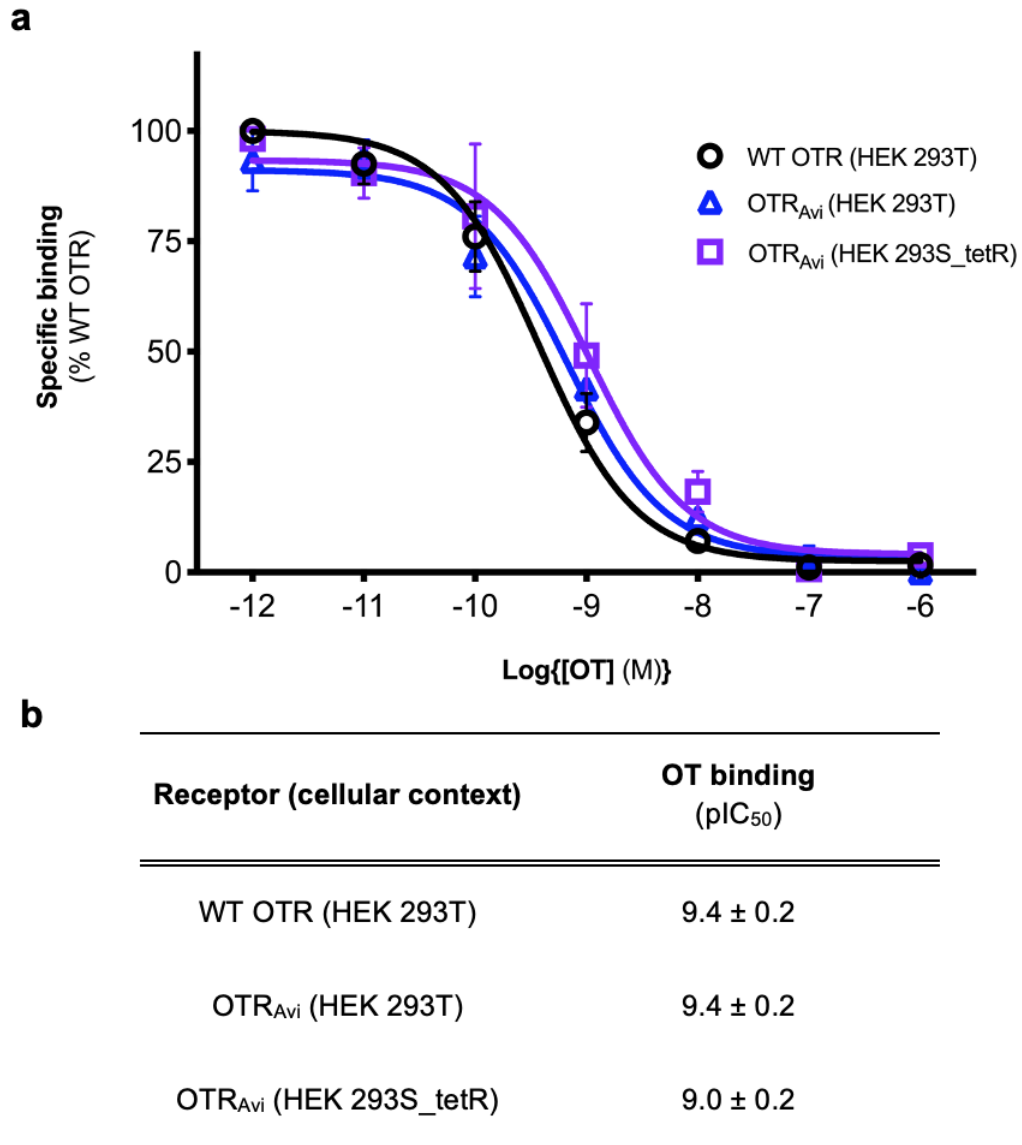 a
Specific binding
(% WT OTR)
100
75
50
25
0
WT OTR (HEK 293T)
OTRAvi (HEK 293T)
OTRAvi (HEK 293S_tetR)
-12 -11 -10 -9 -8 -7 -6
Log{[OT] (M)}
b
Receptor (cellular context)
OT binding
(pIC50)
WT OTR (HEK 293T) 9.4 ± 0.2
OTRAvi (HEK 293T) 9.4 ± 0.2
OTRAvi (HEK 293S_tetR) 9.0 ± 0.2